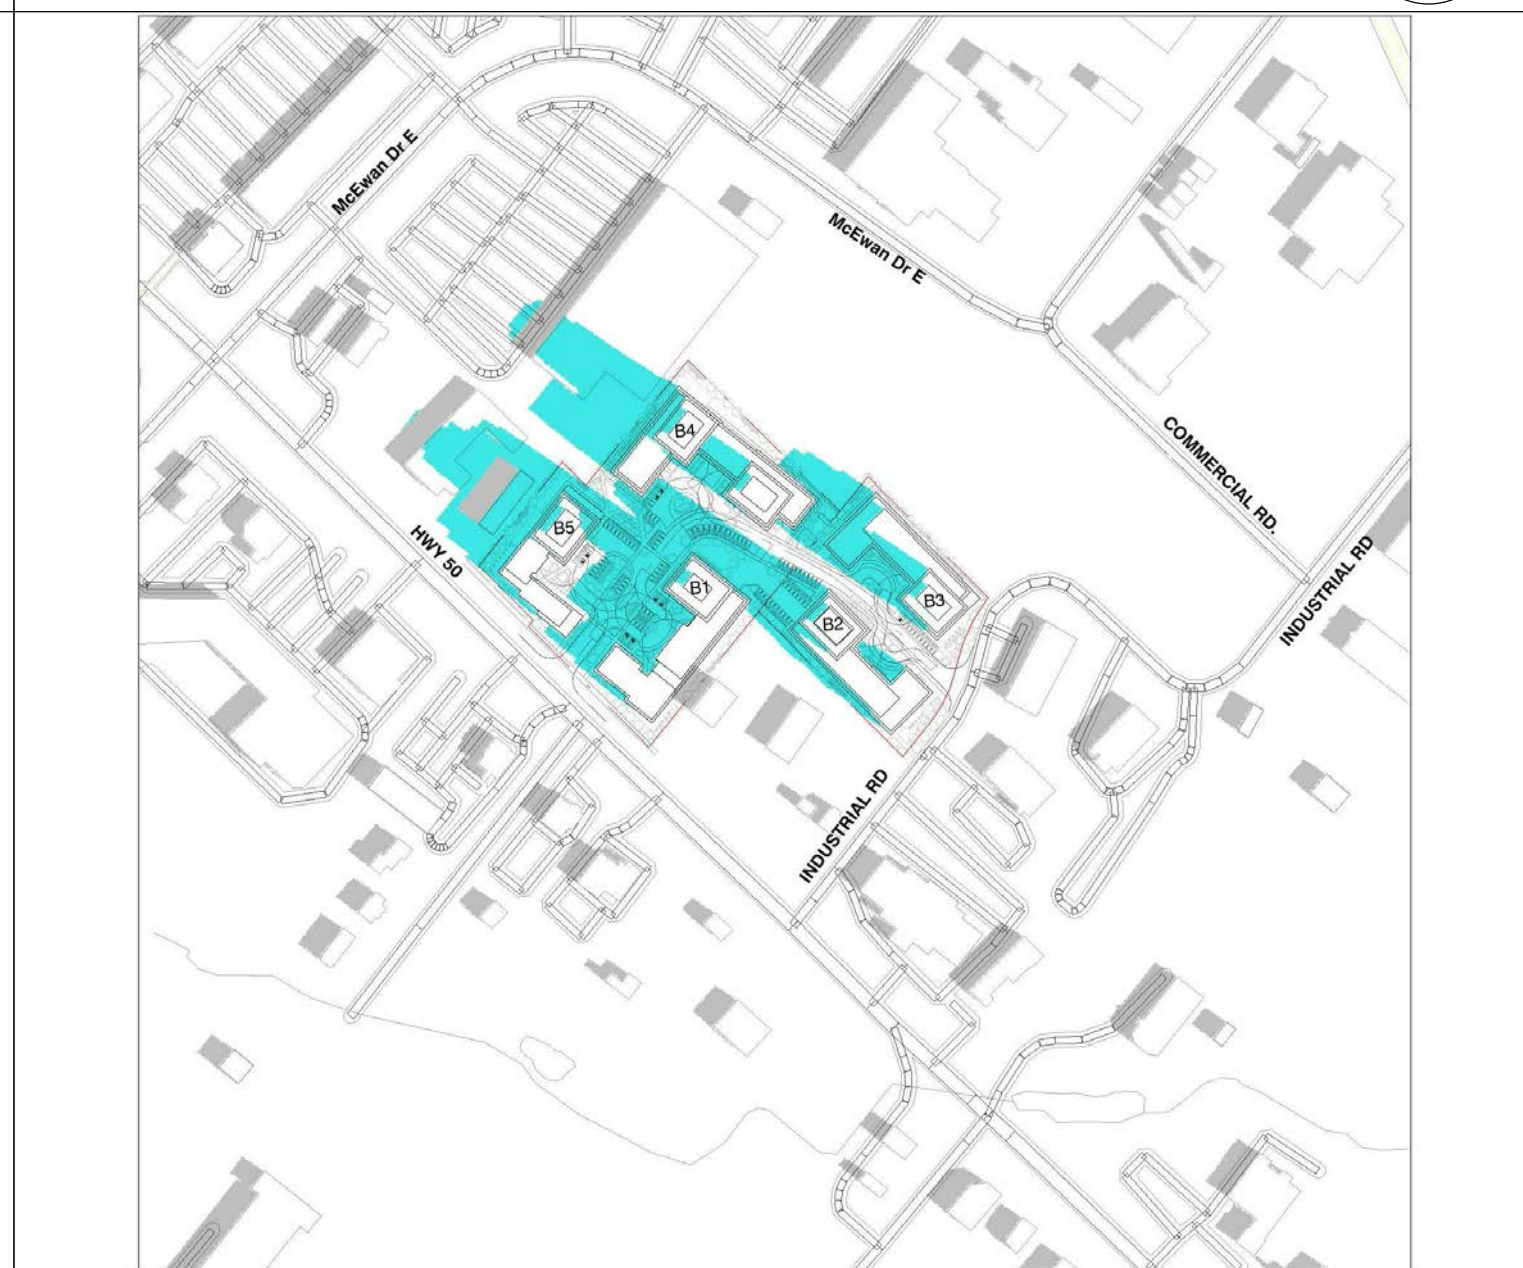 McEwan Dr E
McEwan Dr E
B4
COMMERCIAL RD.
B5
HWY 50
B1
B3
INDUSTRIAL RD
B2
INDUSTRIAL RD